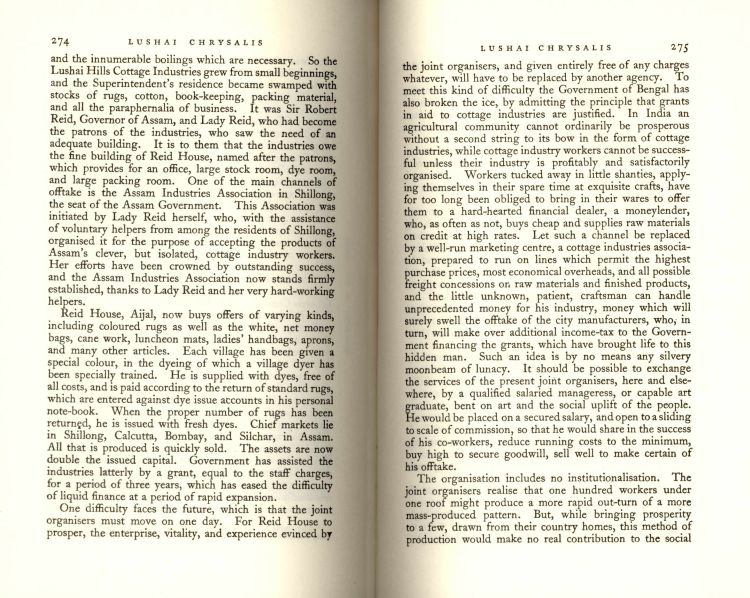 274 LUSHAI CHRYSALIS
and the innumerable boilings which are necessary. So the
Lushai Hills Cottage Industries grew from small beginnings,
and the Superintendent's residence became swamped with
stocks of rugs, cotton, book-keeping, packing material,
and all the paraphernalia of business. It was Sir Robert
Reid, Governor of Assam, and Lady Reid, who had become
the patrons of the industries, who saw the need of an
adequate building. It is to them that the industries owe
the fine building of Reid House, named after the patrons,
which provides for an office, large stock room, dye room,
and large packing room. One of the main channels of
offtake is the Assam Industries Association in Shillong,
the seat of the Assam Government. This Association was
initiated by Lady Reid herself, who, with the assistance
of voluntary helpers from among the residents of Shillong,
organised it for the purpose of accepting the products of
Assam's clever, but isolated, cottage industry workers.
Her efforts have been crowned by outstanding success,
and the Assam Industries Association now stands firmly
established, thanks to Lady Reid and her very hard-working
helpers.
Reid House, Aijal, now buys offers of varying kinds,
including coloured rugs as well as the white, net money
bags, cane work, luncheon mats, ladies' handbags, aprons,
and many other articles. Each village has been given a
special colour, in the dyeing of which a village dyer has
been specially trained. He is supplied with dyes, free of
all costs, and is paid according to the return of standard rugs,
which are entered against dye issue accounts in his personal
note-book. When the proper number of rugs has been
returned, he is issued with fresh dyes. Chief markets lie
in Shillong, Calcutta, Bombay, and Silchar, in Assam.
All that is produced is quickly sold. The assets are now
double the issued capital. Government has assisted the
industries latterly by a grant, equal to the staff charges,
for a period of three years, which has eased the difficulty
of liquid finance at a period of rapid expansion.
One difficulty faces the future, which is that the joint
organisers must move on one day. For Reid House to
prosper, the enterprise, vitality, and experience evinced by
LUSHAI CHRYSALIS 275
the joint organisers, and given entirely free of any charges
whatever, will have to be replaced by another agency. To
meet this kind of difficulty the Government of Bengal has
also broken the ice, by admitting the principle that grants
in aid to cottage industries are justified. In India an
agricultural community cannot ordinarily be prosperous
without a second string to its bow in the form of cottage
industries, while cottage industry workers cannot be success-
ful unless their industry is profitably and satisfactorily
organised. Workers tucked away in little shanties, apply-
ing themselves in their spare time at exquisite crafts, have
for too long been obliged to bring in their wares to offer
them to a hard-hearted financial dealer, a moneylender,
who, as often as not, buys cheap and supplies raw materials
on credit at high rates. Let such a channel be replaced
by a well-run marketing centre, a cottage industries associa-
tion, prepared to run on lines which permit the highest
purchase prices, most economical overheads, and all possible
freight concessions on raw materials and finished products,
and the little unknown, patient, craftsman can handle
unprecedented money for his industry, money which will
surely swell the offtake of the city manufacturers, who, in
turn, will make over additional income-tax to the Govern-
ment financing the grants, which have brought life to this
hidden man. Such an idea is by no means any silvery
moonbeam of lunacy. It should be possible to exchange
the services of the present joint organisers, here and else-
where, by a qualified salaried manageress, or capable art
graduate, bent on art and the social uplift of the people.
He would be placed on a secured salary, and open to a sliding
to scale of commission, so that he would share in the success
of his co-workers, reduce running costs to the minimum,
buy high to secure goodwill, sell well to make certain of
his offtake.
The organisation includes no institutionalisation. The
joint organisers realise that one hundred workers under
one roof might produce a more rapid out-turn of a more
mass-produced pattern. But, while bringing prosperity
to a few, drawn from their country homes, this method of
production would make no real contribution to the social